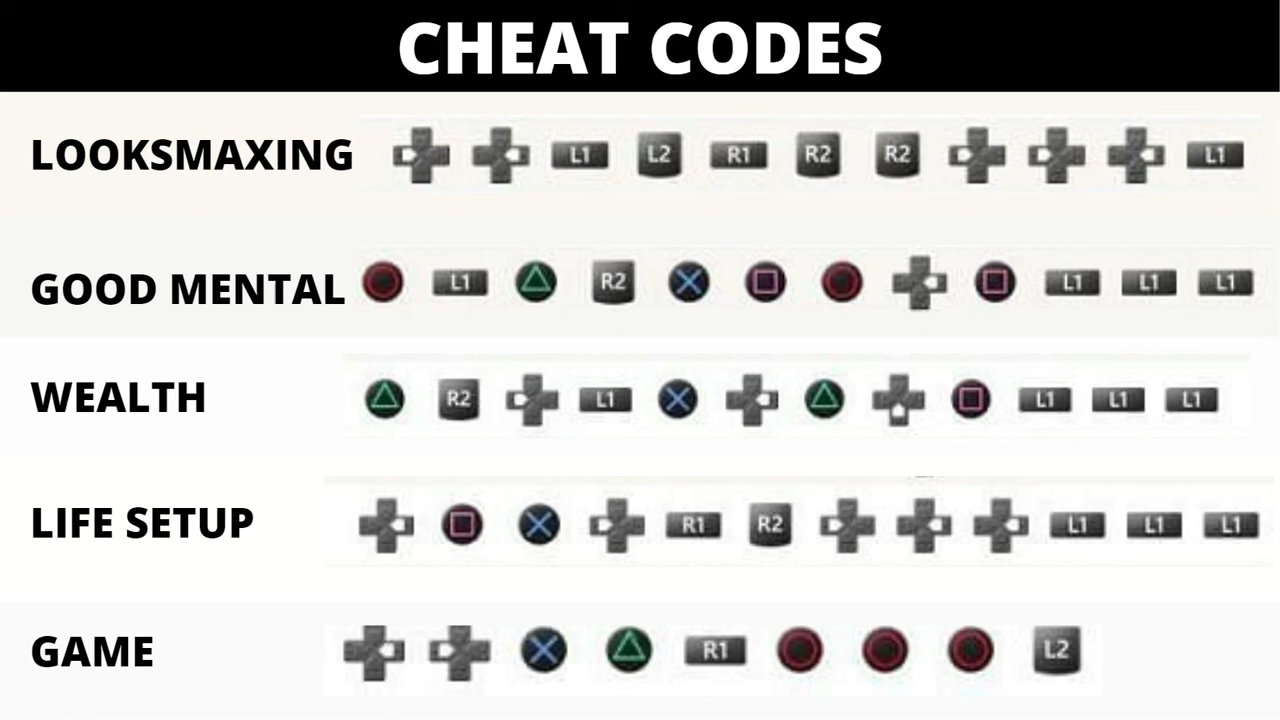 CHEAT CODES
LOOKSMAXING L1 L2 R1 R2 R2 L1
GOOD MENTAL L1 R2 L1 L1 L1
WEALTH R2 L1 L1 L1 L1
LIFE SETUP R1 R2 L1 L1 L1
GAME R1 L2